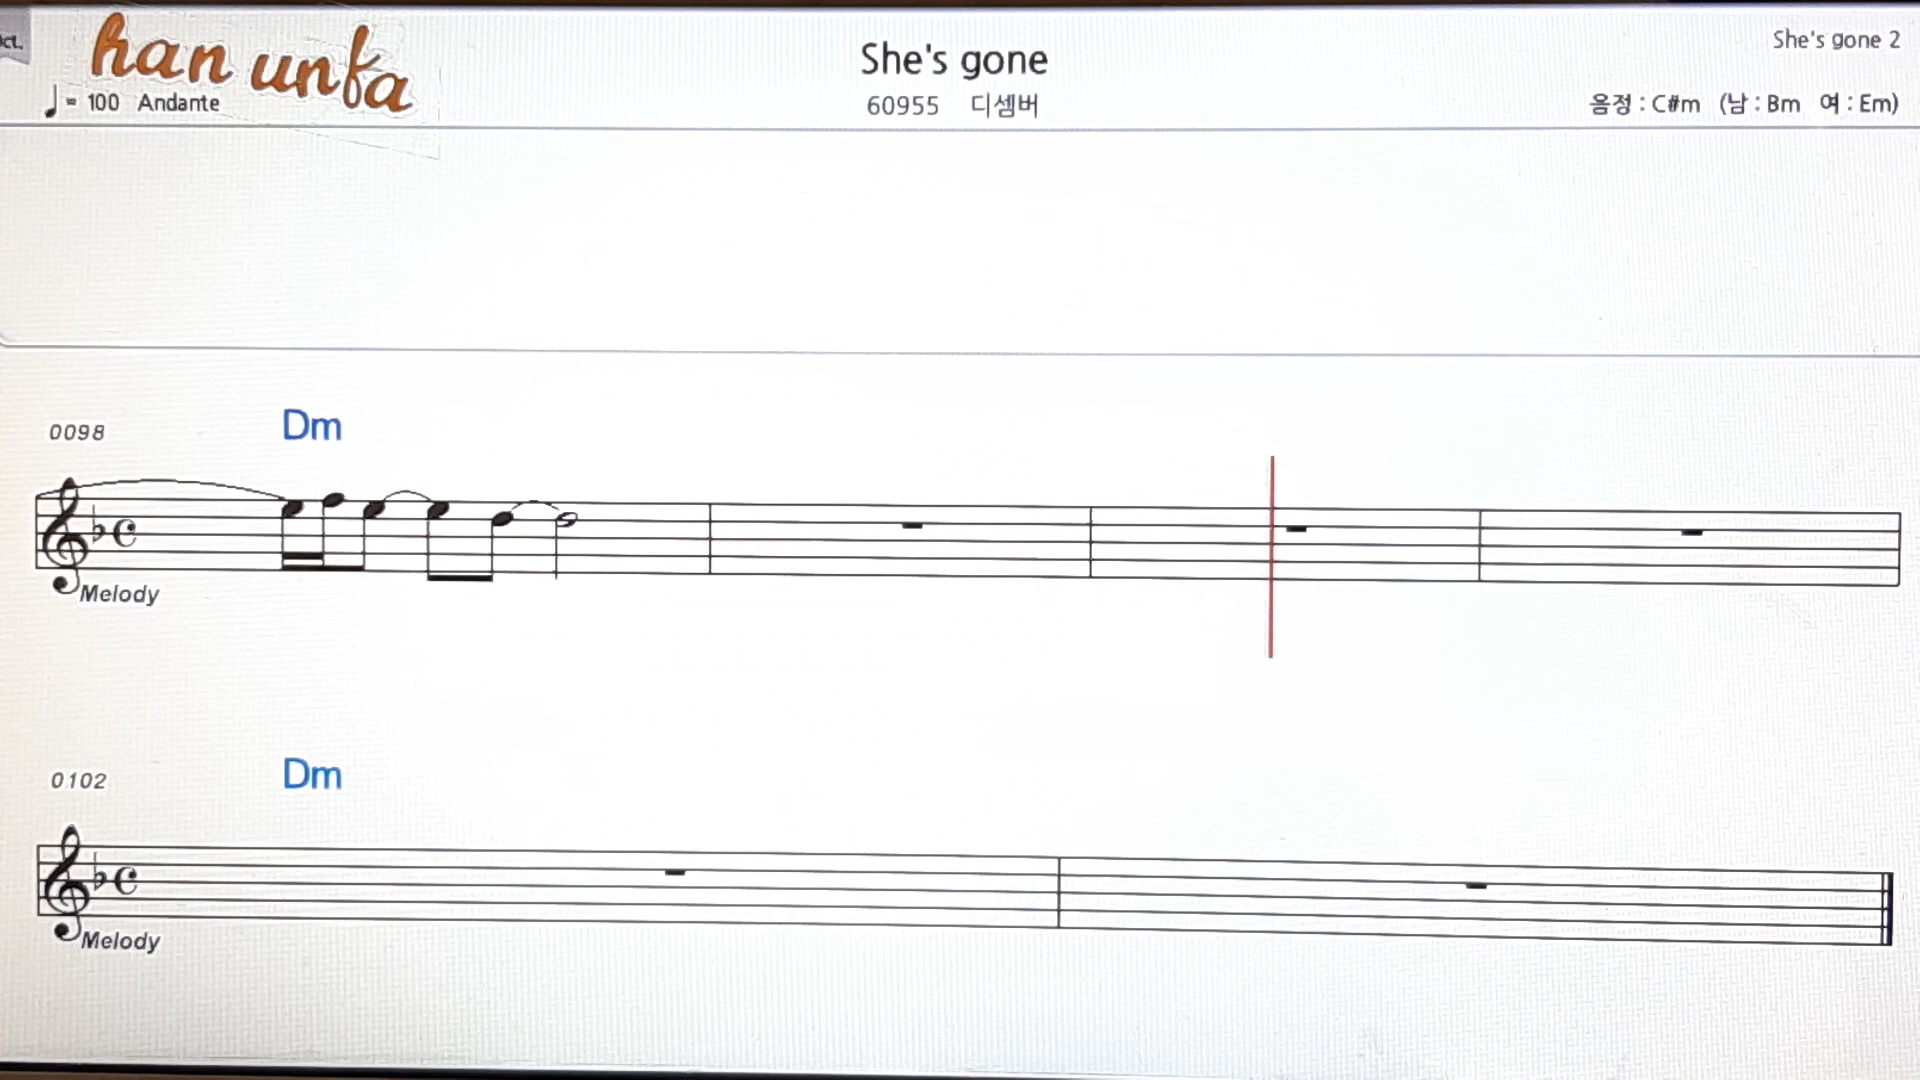 ct.
han unfa
She's gone
She's gone 2
♩ = 100 Andante
60955 디셈버
음정 : C#m (남 : Bm 여 : Em)
0098 Dm
Melody
0102 Dm
Melody